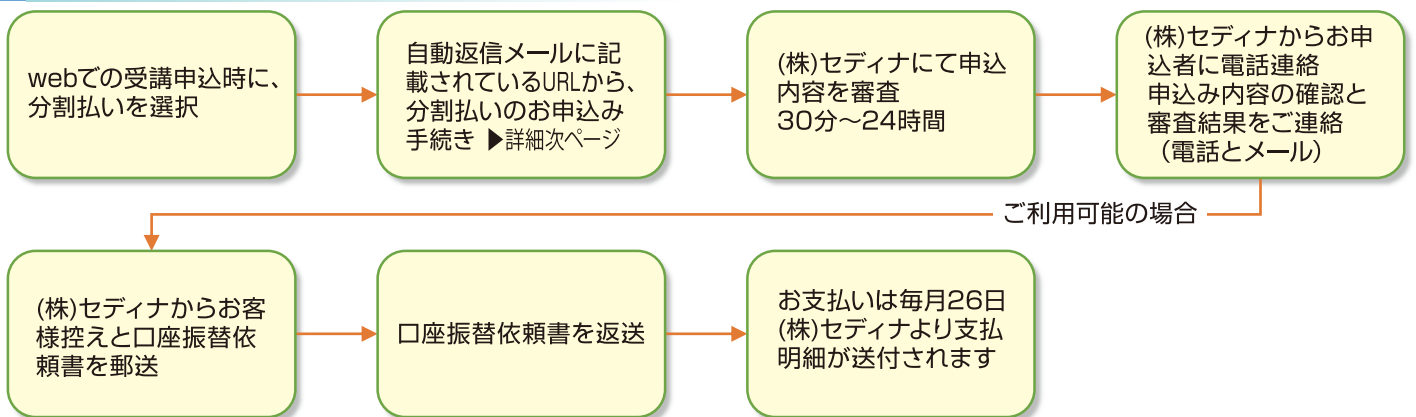 webでの受講申込時に、
分割払いを選択
自動返信メールに記
載されているURLから、
分割払いのお申込み
手続き ▶詳細次ページ
(株)セディナにて申込
内容を審査
30分～24時間
(株)セディナからお申
込者に電話連絡
申込み内容の確認と
審査結果をご連絡
（電話とメール）
ご利用可能の場合
(株)セディナからお客
様控えと口座振替依
頼書を郵送
口座振替依頼書を返送
お支払いは毎月26日
(株)セディナより支払
明細が送付されます